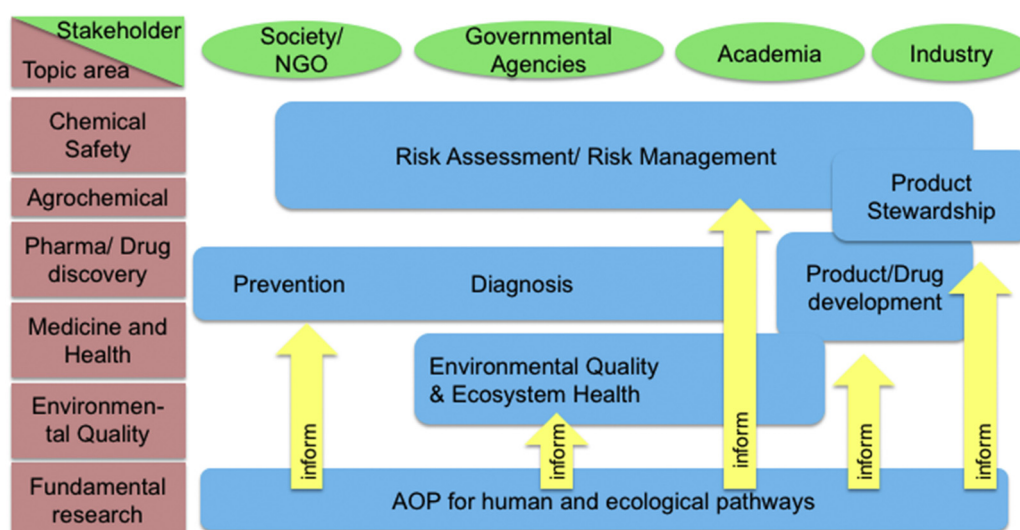 Stakeholder
Topic area
Society/
NGO
Governmental
Agencies
Academia
Industry
Chemical
Safety
Risk Assessment/ Risk Management
Agrochemical
Product
Stewardship
Pharma/ Drug
discovery
Prevention
Diagnosis
Product/Drug
development
Medicine and
Health
Environmental Quality
& Ecosystem Health
Environmen-
tal Quality
inform
inform
inform
inform
inform
Fundamental
research
AOP for human and ecological pathways